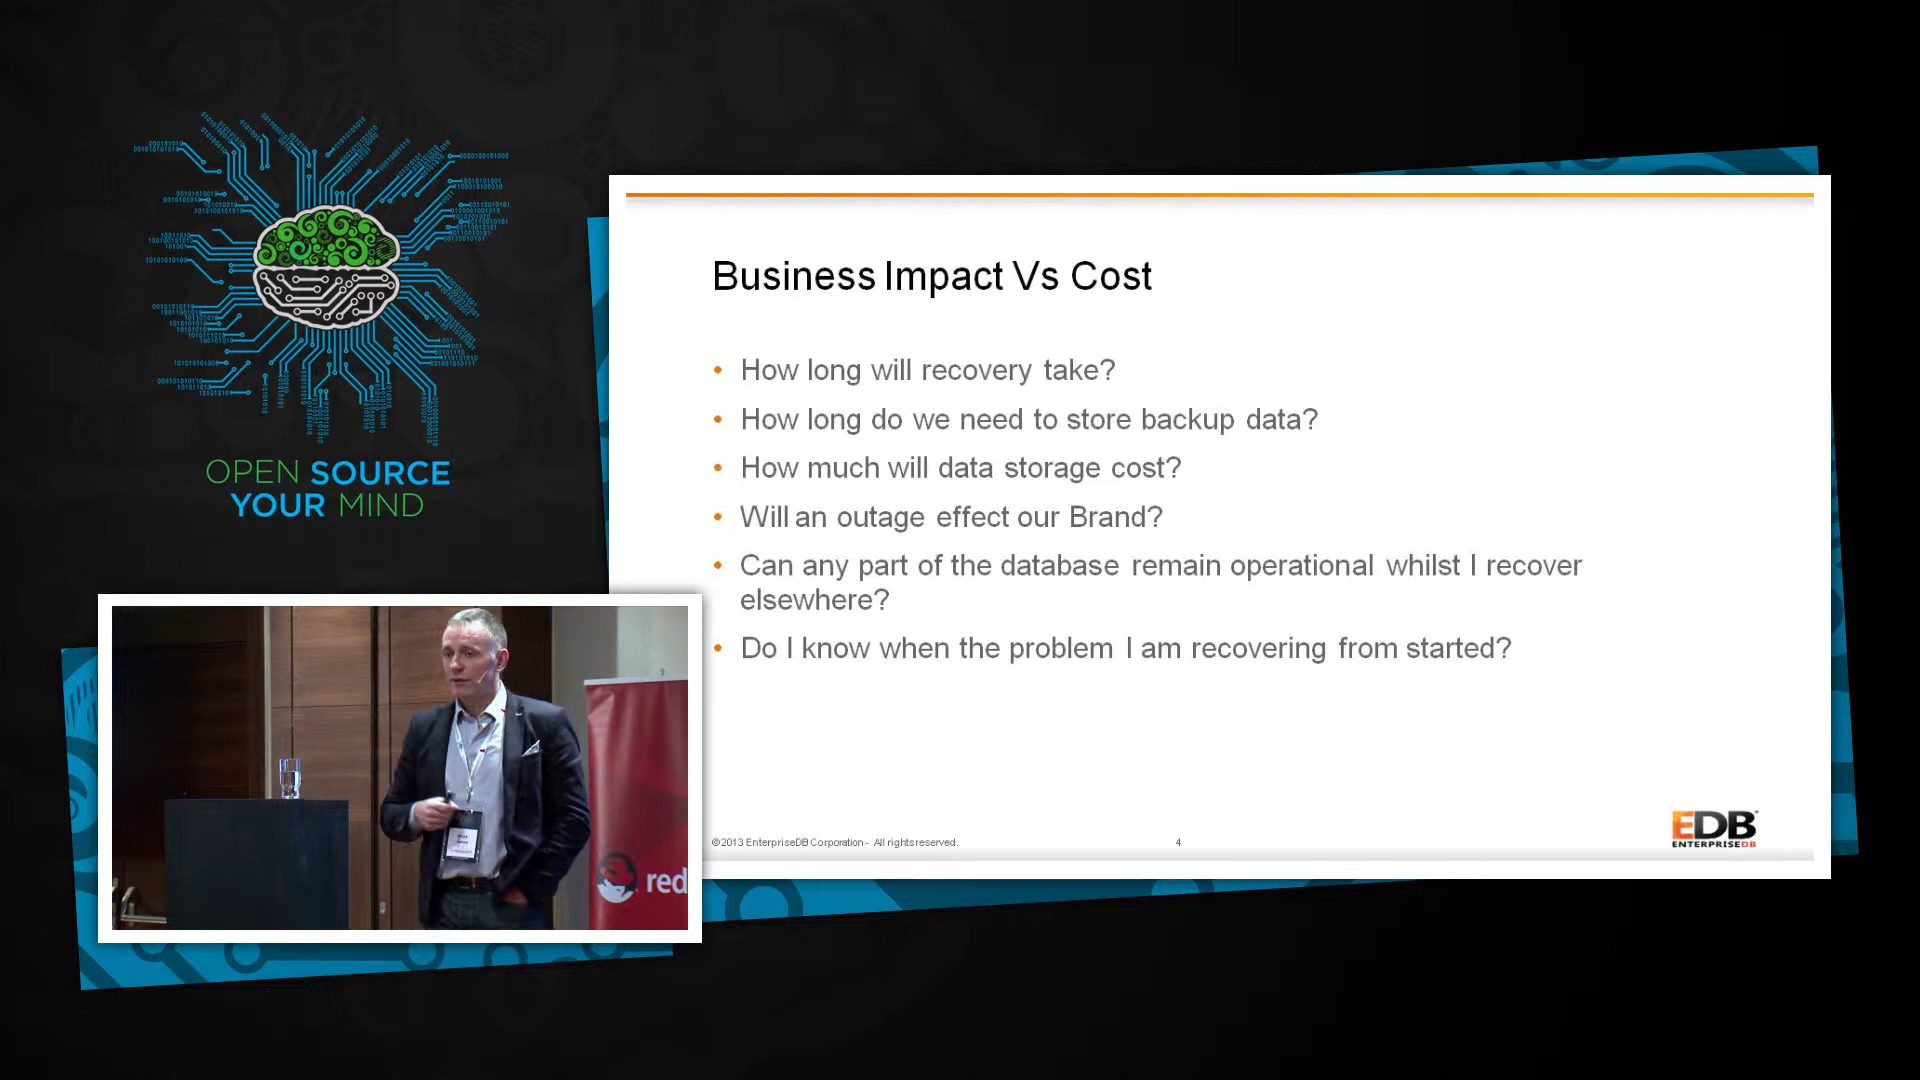 OPEN SOURCE
YOUR MIND
Business Impact Vs Cost
• How long will recovery take?
• How long do we need to store backup data?
• How much will data storage cost?
• Will an outage effect our Brand?
• Can any part of the database remain operational whilst I recover
elsewhere?
• Do I know when the problem I am recovering from started?
©2013 EnterpriseDB Corporation - All rights reserved.
4
EDB
ENTERPRISEDB
red